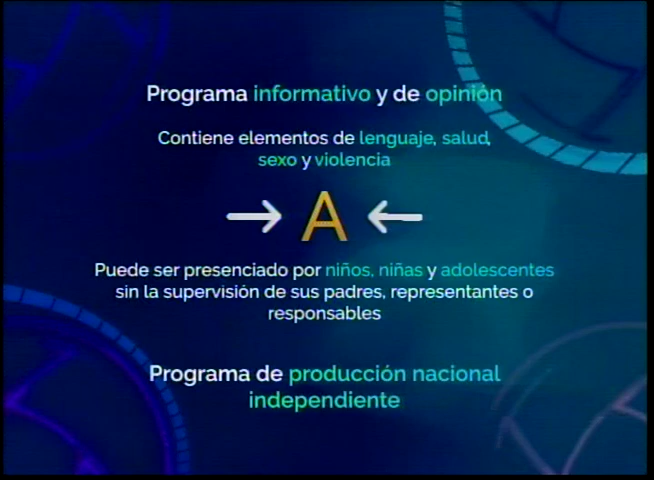 Programa informativo y de opinión
Contiene elementos de lenguaje, salud,
sexo y violencia
A
Puede ser presenciado por niños, niñas y adolescentes
sin la supervisión de sus padres, representantes o
responsables
Programa de producción nacional
independiente